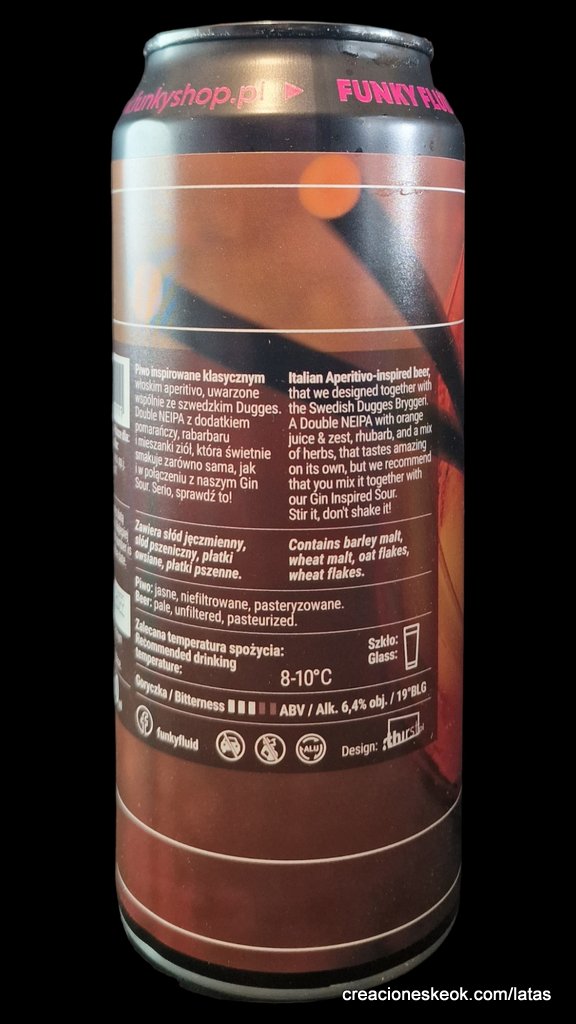 funkyshop.pl FUNKY FLUID
Piwo inspirowane klasycznym
włoskim aperitivo, uwarzone
wspólnie ze szwedzkim Dugges.
Double NEIPA z dodatkiem
pomarańczy, rabarbaru
i mieszanki ziół, która świetnie
smakuje zarówno sama, jak
i w połączeniu z naszym Gin
Sour. Serio, sprawdź to!
Italian Aperitivo-inspired beer,
that we designed together with
the Swedish Dugges Bryggeri.
A Double NEIPA with orange
juice & zest, rhubarb, and a mix
of herbs, that tastes amazing
on its own, but we recommend
that you mix it together with
our Gin Inspired Sour.
Stir it, don't shake it!
Zawiera słód jęczmienny,
słód pszeniczny, płatki
owsiane, płatki pszenne.
Contains barley malt,
wheat malt, oat flakes,
wheat flakes.
Piwo: jasne, niefiltrowane, pasteryzowane.
Beer: pale, unfiltered, pasteurized.
Zalecana temperatura spożycia:
Recommended drinking
temperature:
8-10°C
Szkło:
Glass:
Goryczka / Bitterness ABV / Alk. 6,4% obj. / 19°BLG
funkyfluid ALU Design: .thirst.pl
creacioneskeok.com/latas